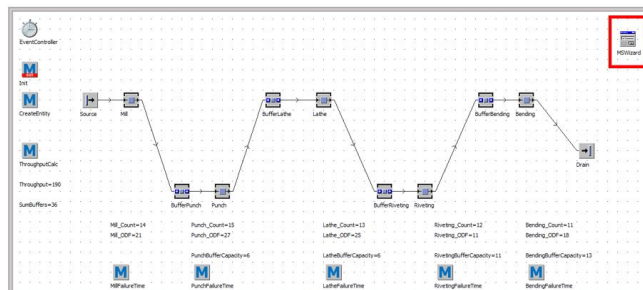 EventController
MSWizard
Init
CreateEntity
Source
Mill
BufferLathe
Lathe
BufferBending
Bending
ThroughputCalc
Drain
Throughput=190
BufferPunch
Punch
BufferRiveting
Riveting
SumBuffers=36
Mill_Count=14
Punch_Count=15
Lathe_Count=13
Riveting_Count=12
Bending_Count=11
Mill_ODF=21
Punch_ODF=27
Lathe_ODF=25
Riveting_ODF=11
Bending_ODF=18
PunchBufferCapacity=6
LatheBufferCapacity=6
RivetingBufferCapacity=11
BendingBufferCapacity=13
M
M
M
M
M
M
M
M
MillFailureTime
PunchFailureTime
LatheFailureTime
RivetingFailureTime
BendingFailureTime